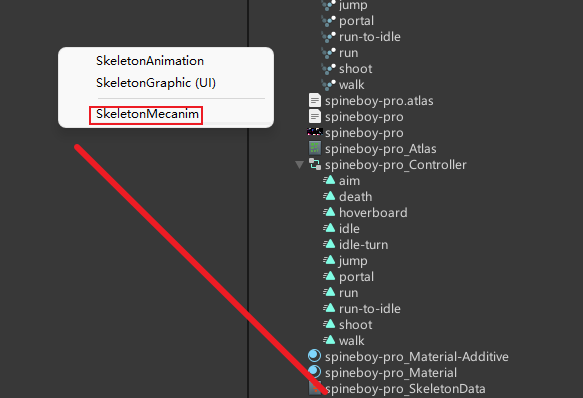 SkeletonAnimation
SkeletonGraphic (UI)
SkeletonMecanim
jump
portal
run-to-idle
run
shoot
walk
spineboy-pro.atlas
spineboy-pro
spineboy-pro
spineboy-pro_Atlas
spineboy-pro_Controller
aim
death
hoverboard
idle
idle-turn
jump
portal
run
run-to-idle
shoot
walk
spineboy-pro_Material-Additive
spineboy-pro_Material
spineboy-pro_SkeletonData